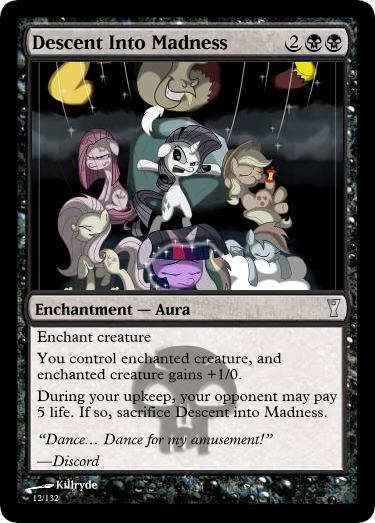 Descent Into Madness 2
Enchantment — Aura
Enchant creature
You control enchanted creature, and
enchanted creature gains +1/0.
During your upkeep, your opponent may pay
5 life. If so, sacrifice Descent into Madness.
“Dance... Dance for my amusement!”
—Discord
Killryde
12/132